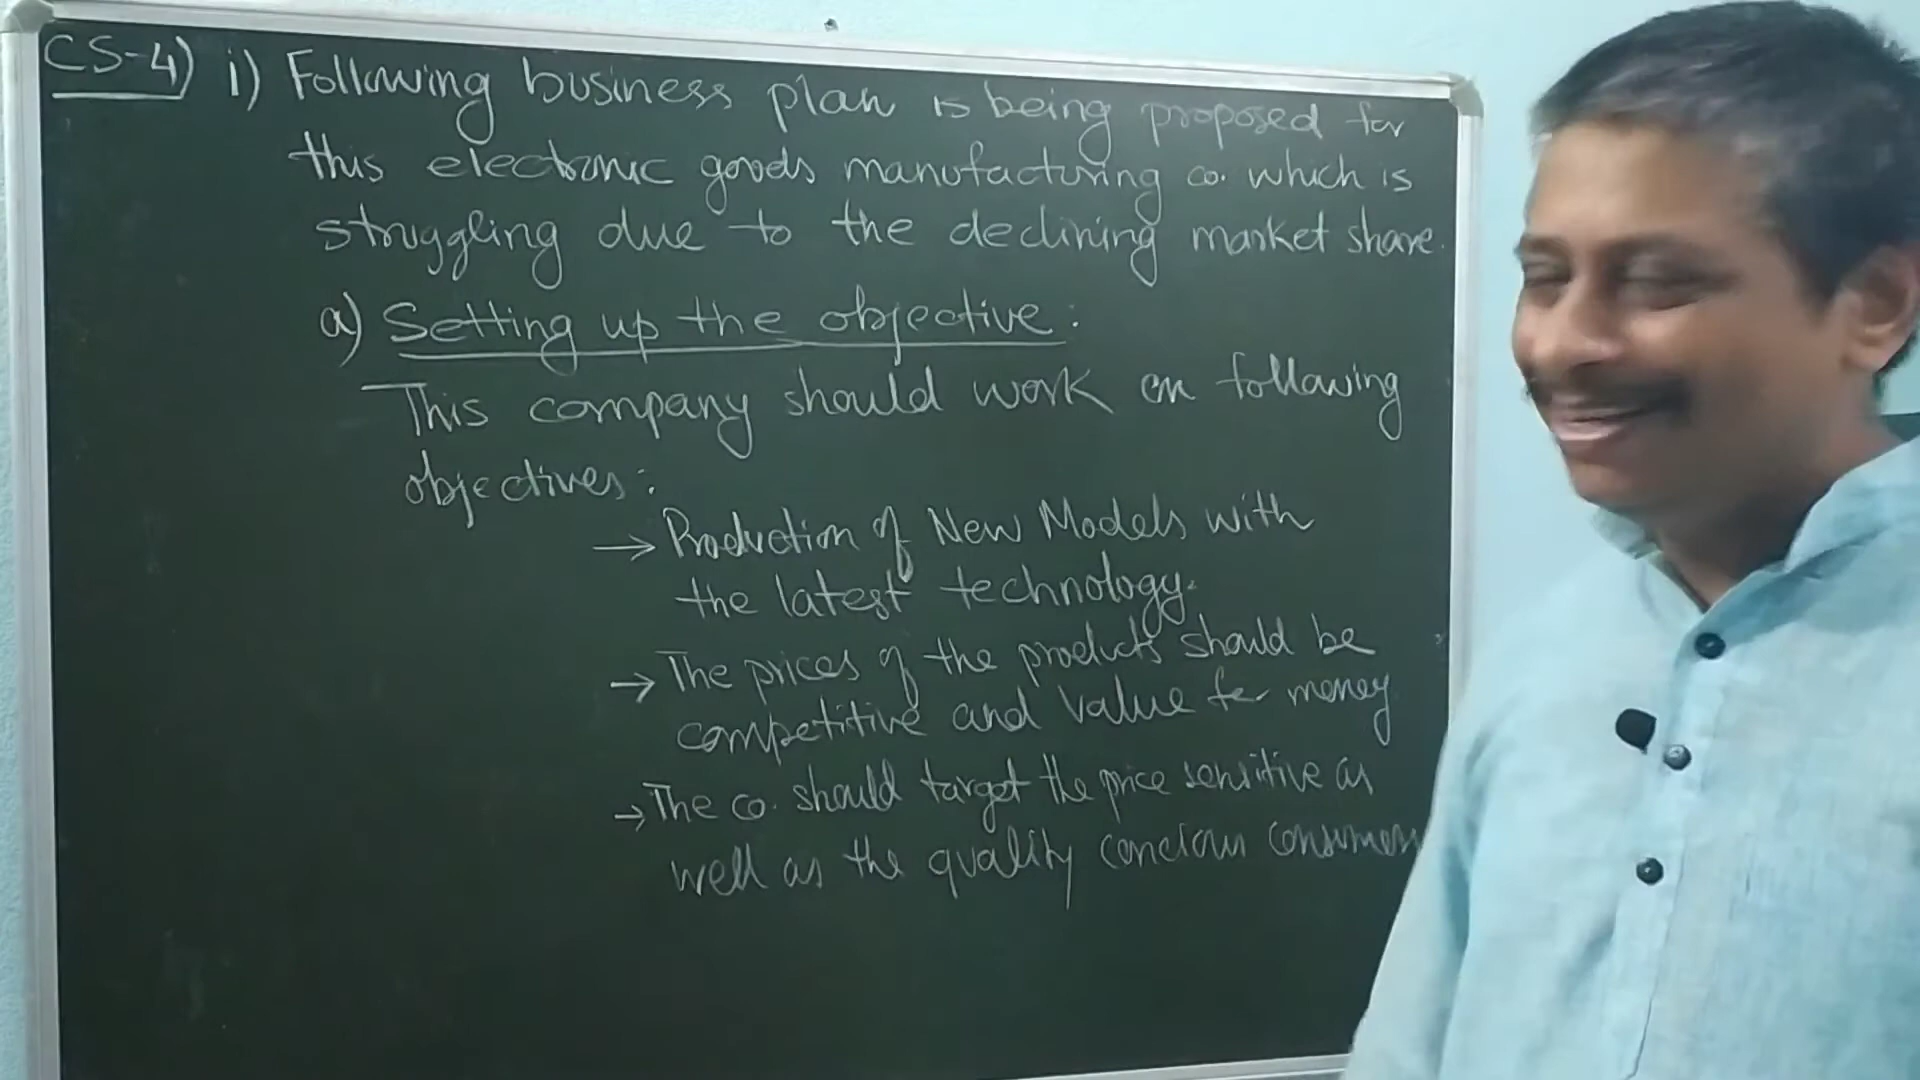 CS-4) i) Following business plan is being proposed for
this electronic goods manufacturing co. which is
struggling due to the declining market share.
a) Setting up the objective:
This company should work on following
objectives:
→ Production of New Models with
the latest technology.
→ The prices of the products should be
competitive and value for money
→ The co. should target the price sensitive as
well as the quality concious consumers